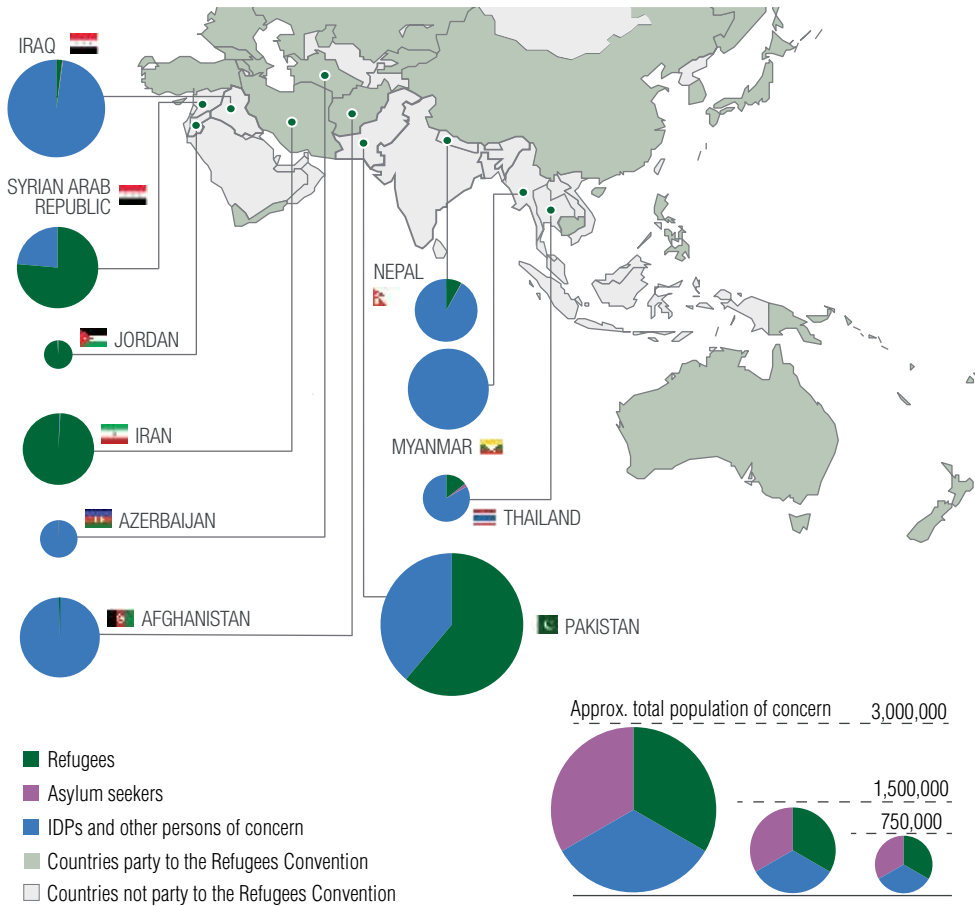 IRAQ
SYRIAN ARAB
REPUBLIC
JORDAN
IRAN
AZERBAIJAN
AFGHANISTAN
NEPAL
MYANMAR
THAILAND
PAKISTAN
Approx. total population of concern 3,000,000
1,500,000
750,000
Refugees
Asylum seekers
IDPs and other persons of concern
Countries party to the Refugees Convention
Countries not party to the Refugees Convention